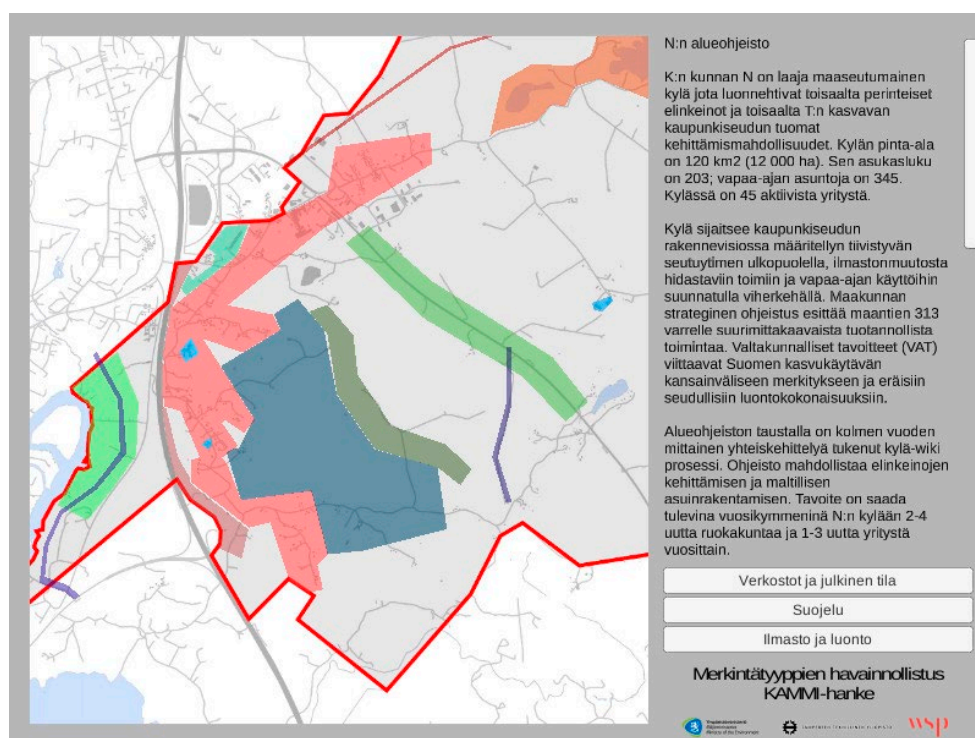 N:n alueohjeisto
K:n kunnan N on laaja maaseutumainen
kylä jota luonnehtivat toisaalta perinteiset
elinkeinot ja toisaalta T:n kasvavan
kaupunkiseudun tuomat
kehittämismahdollisuudet. Kylän pinta-ala
on 120 km2 (12 000 ha). Sen asukasluku
on 203; vapaa-ajan asuntoja on 345.
Kylässä on 45 aktiivista yritystä.
Kylä sijaitsee kaupunkiseudun
rakennevisiossa määritellyn tiivistyvän
seutuytimen ulkopuolella, ilmastonmuutosta
hidastaviin toimiin ja vapaa-ajan käyttöihin
suunnatulla viherkehällä. Maakunnan
strateginen ohjeistus esittää maantien 313
varrelle suurimittakaavaista tuotannollista
toimintaa. Valtakunnalliset tavoitteet (VAT)
viittaavat Suomen kasvukäytävän
kansainväliseen merkitykseen ja eräisiin
seudullisiin luontokokonaisuuksiin.
Alueohjeiston taustalla on kolmen vuoden
mittainen yhteiskehittelyä tukenut kylä-wiki
prosessi. Ohjeisto mahdollistaa elinkeinojen
kehittämisen ja maltillisen
asuinrakentamisen. Tavoite on saada
tulevina vuosikymmeninä N:n kylään 2-4
uutta ruokakuntaa ja 1-3 uutta yritystä
vuosittain.
Verkostot ja julkinen tila
Suojelu
Ilmasto ja luonto
Merkintätyyppien havainnollistus
KAMMI-hanke
Ympäristöministeriö
Miljöministeriet
Ministry of the Environment
wsp